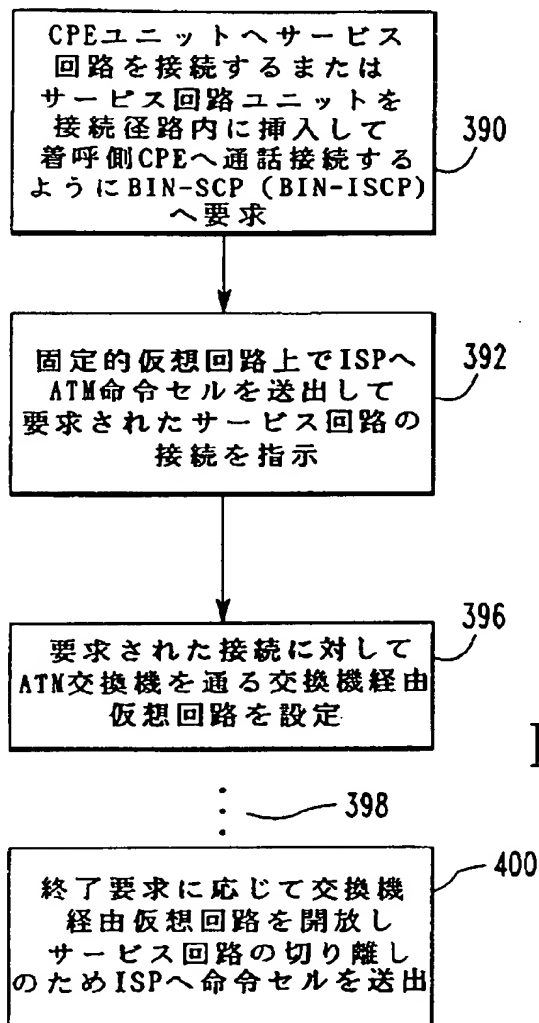 CPEユニットへサービス
回路を接続するまたは
サービス回路ユニットを
接続径路内に挿入して
着呼側CPEへ通話接続する
ようにBIN-SCP（BIN-ISCP）
へ要求
390
固定的仮想回路上でISPへ
ATM命令セルを送出して
要求されたサービス回路の
接続を指示
392
要求された接続に対して
ATM交換機を通る交換機経由
仮想回路を設定
396
398
終了要求に応じて交換機
経由仮想回路を開放し
サービス回路の切り離し
のためISPへ命令セルを送出
400